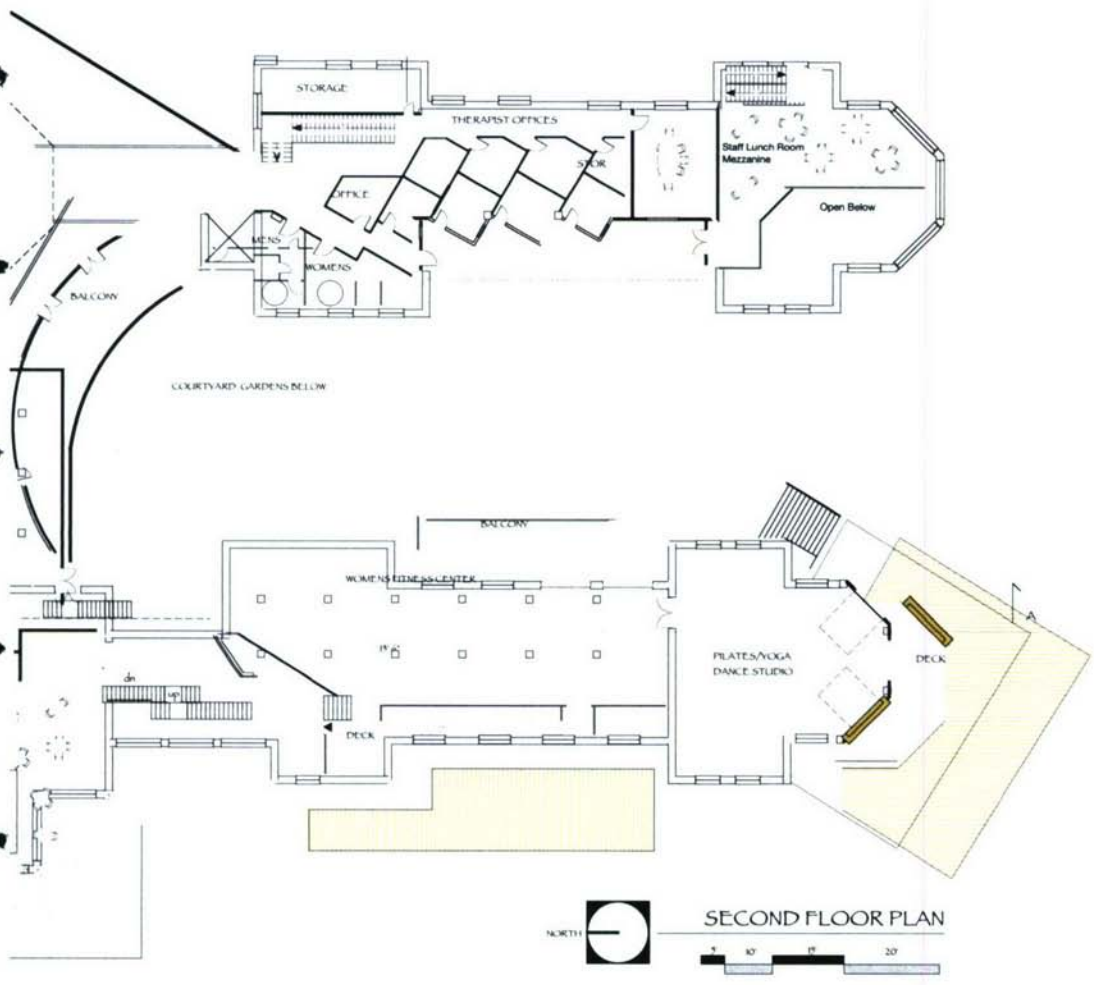 STORAGE
THERAPIST OFFICES
STOR
OFFICE
MENS
WOMENS
Staff Lunch Room
Mezzanine
Open Below
BALCONY
COURTYARD GARDENS BELOW
BALCONY
WOMENS FITNESS CENTER
dn
up
DECK
PILATES/YOGA
DANCE STUDIO
DECK
A
NORTH
SECOND FLOOR PLAN
5' 10' 15' 20'